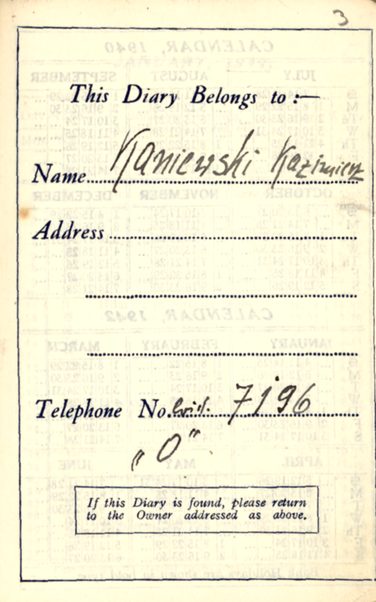 3
This Diary Belongs to :—
Name Kaniewski Kazimierz
Address
Telephone No. 7196
„O"
If this Diary is found, please return
to the Owner addressed as above.